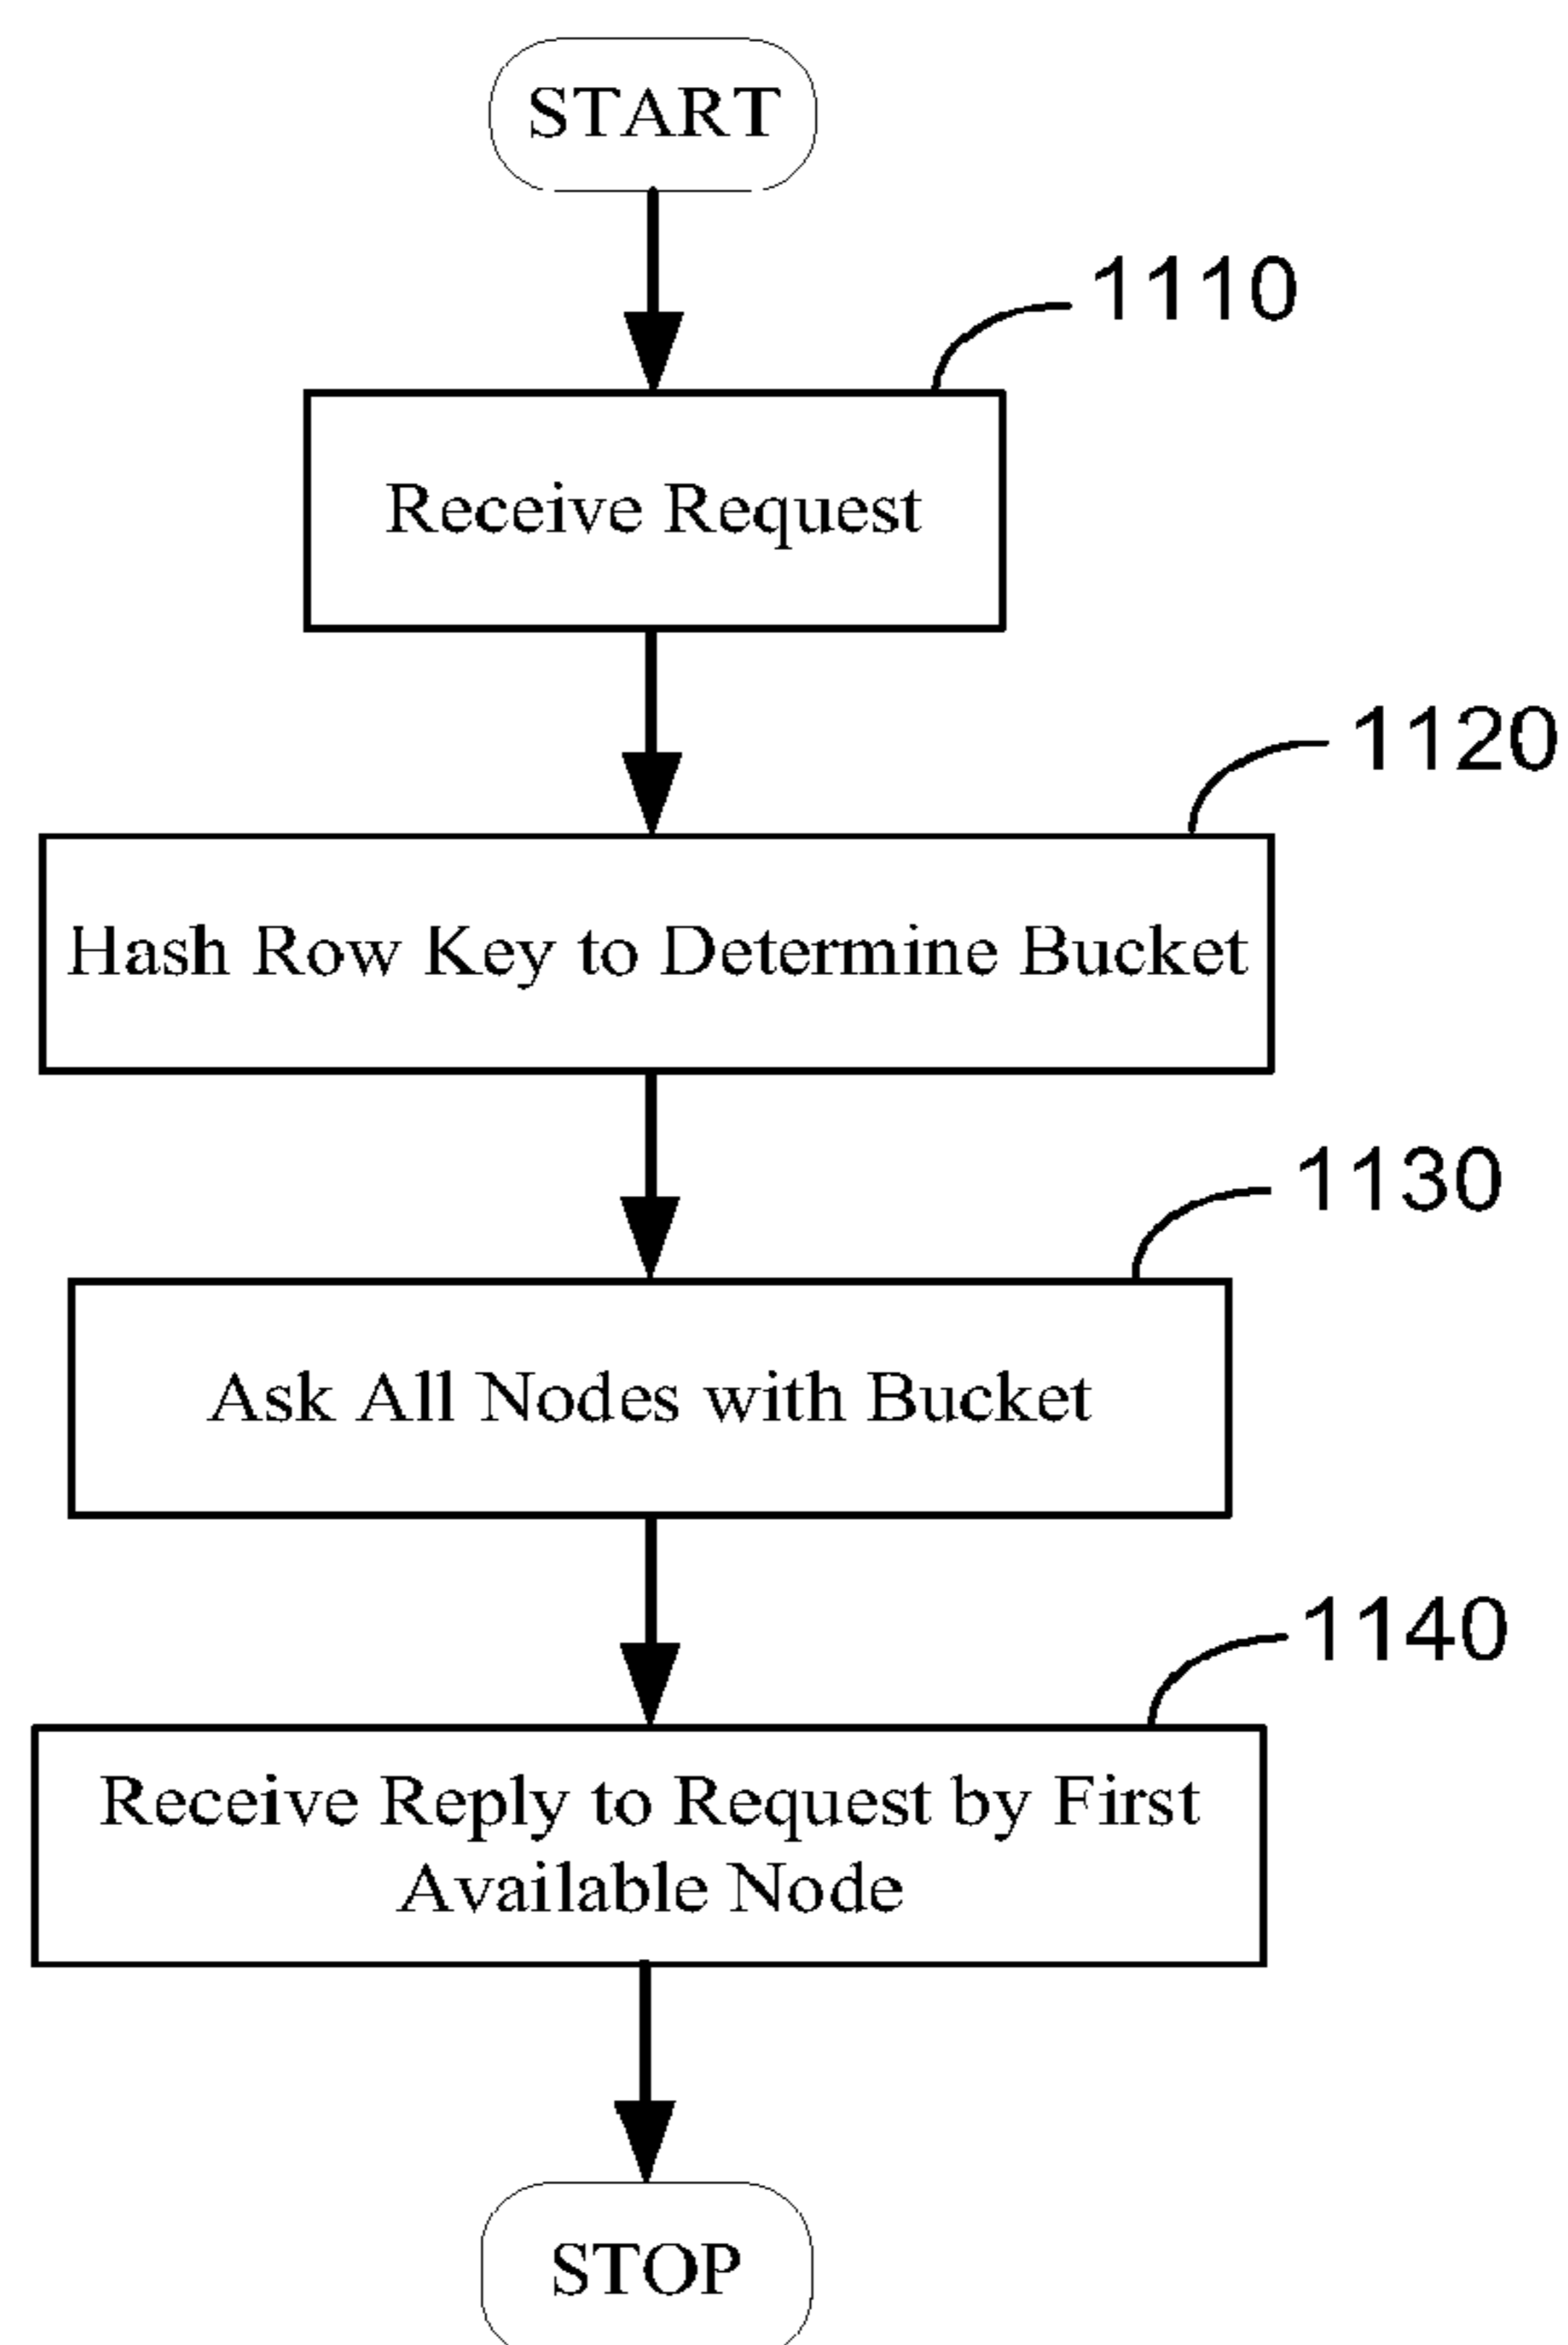 START
1110
Receive Request
1120
Hash Row Key to Determine Bucket
1130
Ask All Nodes with Bucket
1140
Receive Reply to Request by First
Available Node
STOP